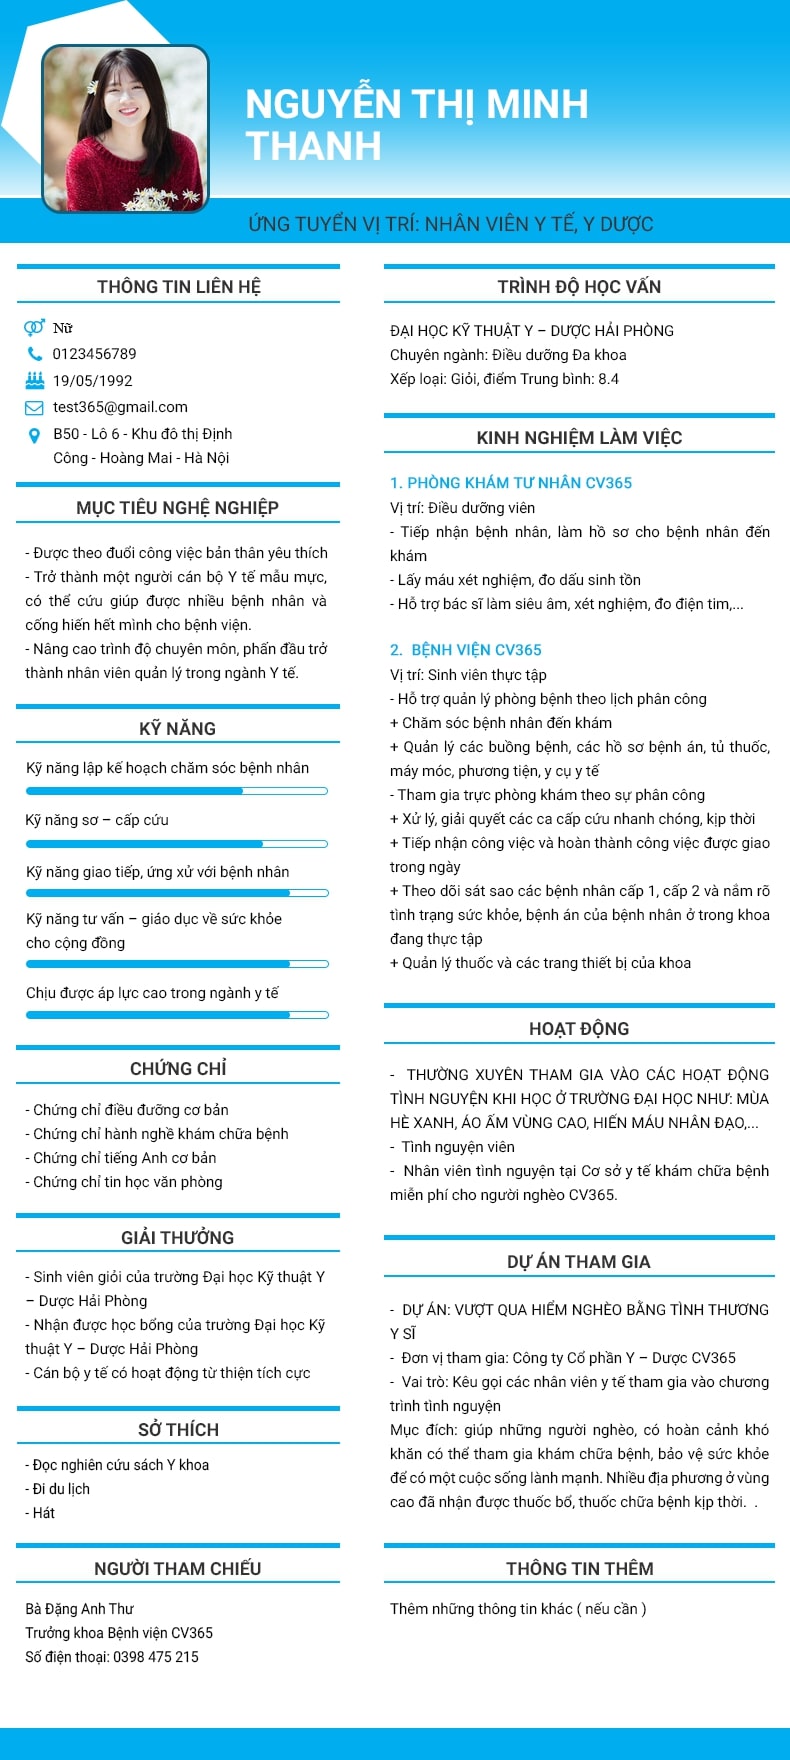 NGUYỄN THỊ MINH
THANH
ỨNG TUYỂN VỊ TRÍ: NHÂN VIÊN Y TẾ, Y DƯỢC
THÔNG TIN LIÊN HỆ
Nữ
0123456789
19/05/1992
test365@gmail.com
B50 - Lô 6 - Khu đô thị Định
Công - Hoàng Mai - Hà Nội
MỤC TIÊU NGHỀ NGHIỆP
- Được theo đuổi công việc bản thân yêu thích
- Trở thành một người cán bộ Y tế mẫu mực,
có thể cứu giúp được nhiều bệnh nhân và
cống hiến hết mình cho bệnh viện.
- Nâng cao trình độ chuyên môn, phấn đầu trở
thành nhân viên quản lý trong ngành Y tế.
KỸ NĂNG
Kỹ năng lập kế hoạch chăm sóc bệnh nhân
Kỹ năng sơ – cấp cứu
Kỹ năng giao tiếp, ứng xử với bệnh nhân
Kỹ năng tư vấn – giáo dục về sức khỏe
cho cộng đồng
Chịu được áp lực cao trong ngành y tế
CHỨNG CHỈ
- Chứng chỉ điều đưỡng cơ bản
- Chứng chỉ hành nghề khám chữa bệnh
- Chứng chỉ tiếng Anh cơ bản
- Chứng chỉ tin học văn phòng
GIẢI THƯỞNG
- Sinh viên giỏi của trường Đại học Kỹ thuật Y
– Dược Hải Phòng
- Nhận được học bổng của trường Đại học Kỹ
thuật Y – Dược Hải Phòng
- Cán bộ y tế có hoạt động từ thiện tích cực
SỞ THÍCH
- Đọc nghiên cứu sách Y khoa
- Đi du lịch
- Hát
NGƯỜI THAM CHIẾU
Bà Đặng Anh Thư
Trưởng khoa Bệnh viện CV365
Số điện thoại: 0398 475 215
TRÌNH ĐỘ HỌC VẤN
ĐẠI HỌC KỸ THUẬT Y – DƯỢC HẢI PHÒNG
Chuyên ngành: Điều dưỡng Đa khoa
Xếp loại: Giỏi, điểm Trung bình: 8.4
KINH NGHIỆM LÀM VIỆC
1. PHÒNG KHÁM TƯ NHÂN CV365
Vị trí: Điều dưỡng viên
- Tiếp nhận bệnh nhân, làm hồ sơ cho bệnh nhân đến
khám
- Lấy máu xét nghiệm, đo dấu sinh tồn
- Hỗ trợ bác sĩ làm siêu âm, xét nghiệm, đo điện tim,...
2. BỆNH VIỆN CV365
Vị trí: Sinh viên thực tập
- Hỗ trợ quản lý phòng bệnh theo lịch phân công
+ Chăm sóc bệnh nhân đến khám
+ Quản lý các buồng bệnh, các hồ sơ bệnh án, tủ thuốc,
máy móc, phương tiện, y cụ y tế
- Tham gia trực phòng khám theo sự phân công
+ Xử lý, giải quyết các ca cấp cứu nhanh chóng, kịp thời
+ Tiếp nhận công việc và hoàn thành công việc được giao
trong ngày
+ Theo dõi sát sao các bệnh nhân cấp 1, cấp 2 và nắm rõ
tình trạng sức khỏe, bệnh án của bệnh nhân ở trong khoa
đang thực tập
+ Quản lý thuốc và các trang thiết bị của khoa
HOẠT ĐỘNG
- THƯỜNG XUYÊN THAM GIA VÀO CÁC HOẠT ĐỘNG
TÌNH NGUYỆN KHI HỌC Ở TRƯỜNG ĐẠI HỌC NHƯ: MÙA
HÈ XANH, ÁO ẤM VÙNG CAO, HIẾN MÁU NHÂN ĐẠO,...
- Tình nguyện viên
- Nhân viên tình nguyện tại Cơ sở y tế khám chữa bệnh
miễn phí cho người nghèo CV365.
DỰ ÁN THAM GIA
- DỰ ÁN: VƯỢT QUA HIỂM NGHÈO BẰNG TÌNH THƯƠNG
Y SĨ
- Đơn vị tham gia: Công ty Cổ phần Y – Dược CV365
- Vai trò: Kêu gọi các nhân viên y tế tham gia vào chương
trình tình nguyện
Mục đích: giúp những người nghèo, có hoàn cảnh khó
khăn có thể tham gia khám chữa bệnh, bảo vệ sức khỏe
để có một cuộc sống lành mạnh. Nhiều địa phương ở vùng
cao đã nhận được thuốc bổ, thuốc chữa bệnh kịp thời. .
THÔNG TIN THÊM
Thêm những thông tin khác ( nếu cần )